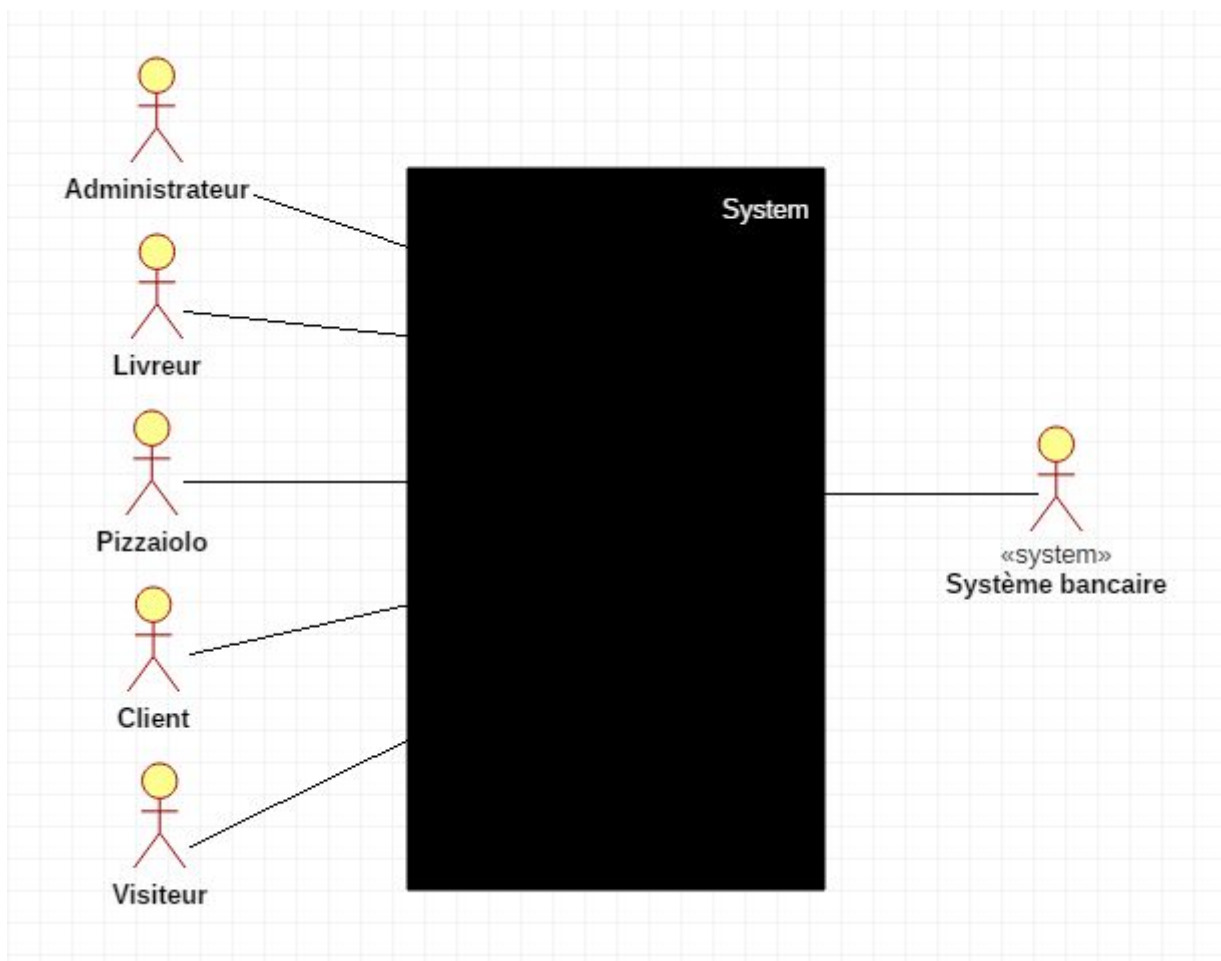 Administrateur
System
Livreur
Pizzaiolo
«system»
Système bancaire
Client
Visiteur